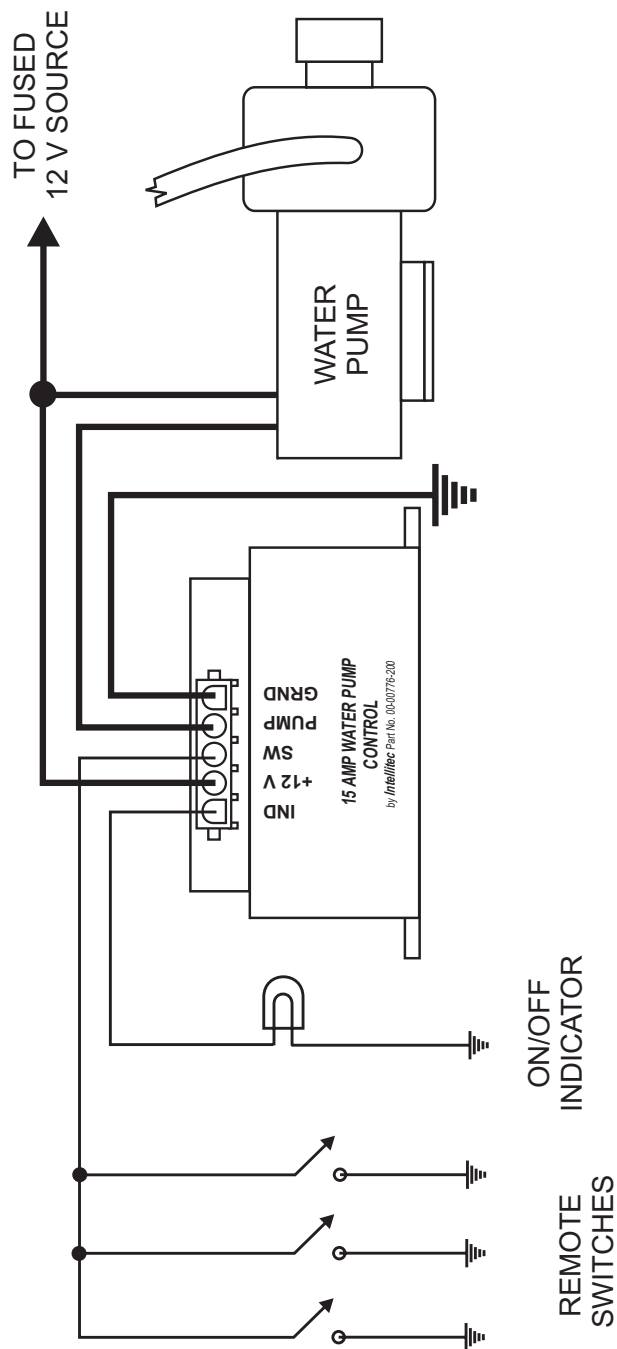 TO FUSED
12 V SOURCE
WATER
PUMP
GRND
PUMP
SW
+12 V
IND
15 AMP WATER PUMP
CONTROL
by Intellitec Part No. 00-00776-200
ON/OFF
INDICATOR
REMOTE
SWITCHES